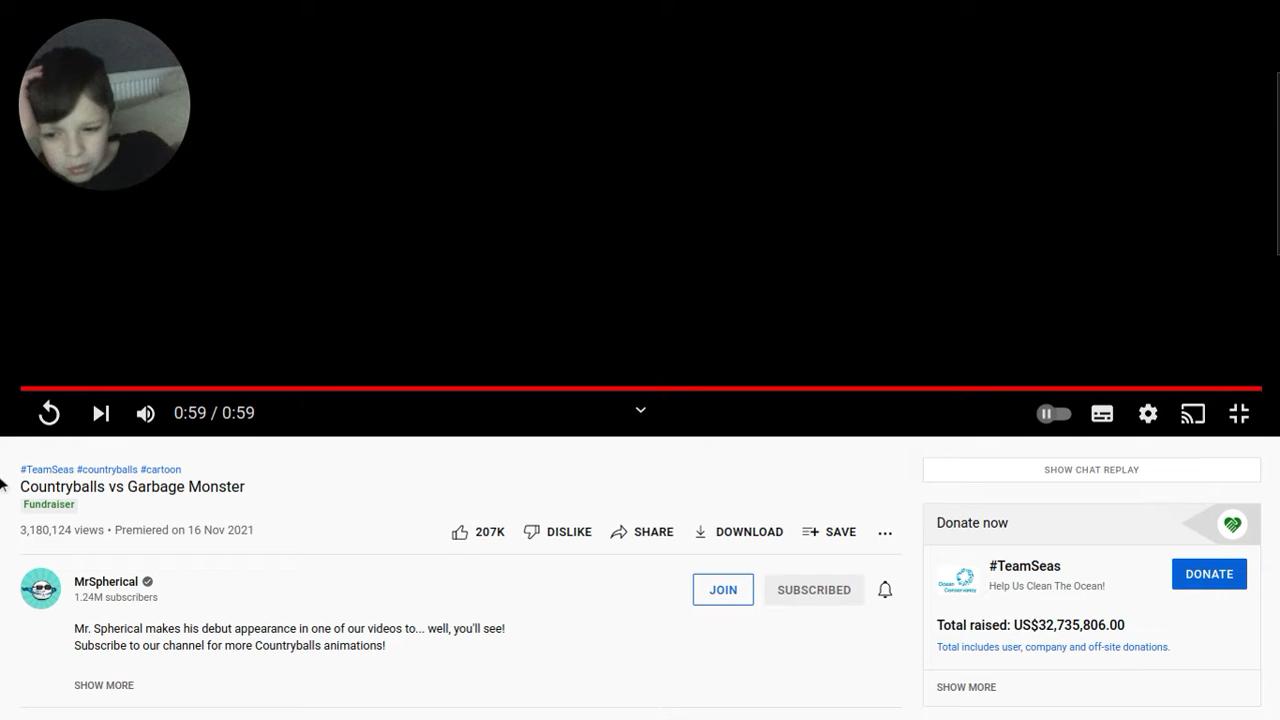 0:59 / 0:59
#TeamSeas #countryballs #cartoon
Countryballs vs Garbage Monster
Fundraiser
3,180,124 views • Premiered on 16 Nov 2021
207K
DISLIKE
SHARE
DOWNLOAD
SAVE
MrSpherical
1.24M subscribers
JOIN
SUBSCRIBED
Mr. Spherical makes his debut appearance in one of our videos to... well, you'll see!
Subscribe to our channel for more Countryballs animations!
SHOW MORE
SHOW CHAT REPLAY
Donate now
Ocean Conservancy
#TeamSeas
Help Us Clean The Ocean!
DONATE
Total raised: US$32,735,806.00
Total includes user, company and off-site donations.
SHOW MORE